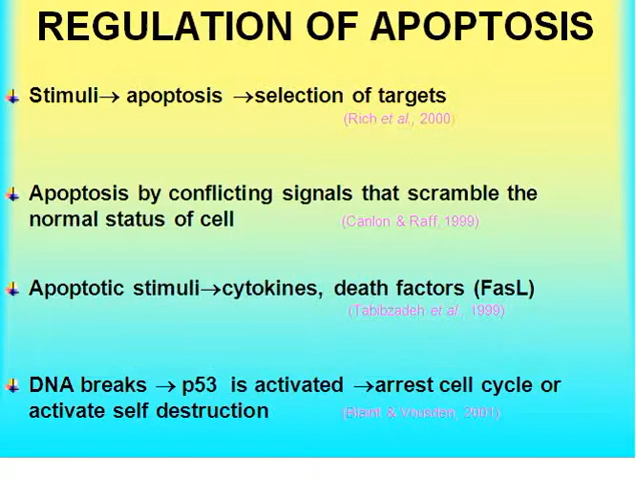 REGULATION OF APOPTOSIS
Stimuli→ apoptosis →selection of targets
(Rich et al., 2000)
Apoptosis by conflicting signals that scramble the
normal status of cell (Canlon & Raff, 1999)
Apoptotic stimuli→cytokines, death factors (FasL)
(Tabibzadeh et al., 1999)
DNA breaks → p53 is activated →arrest cell cycle or
activate self destruction & 2001)